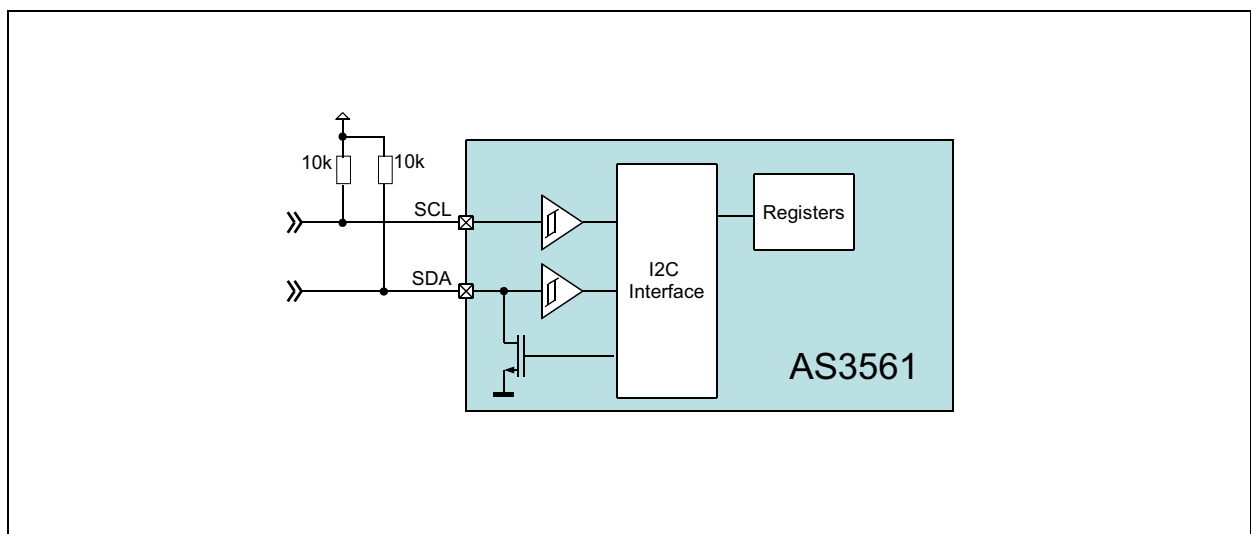 10k 10k
SCL
Registers
I2C
Interface
SDA
AS3561